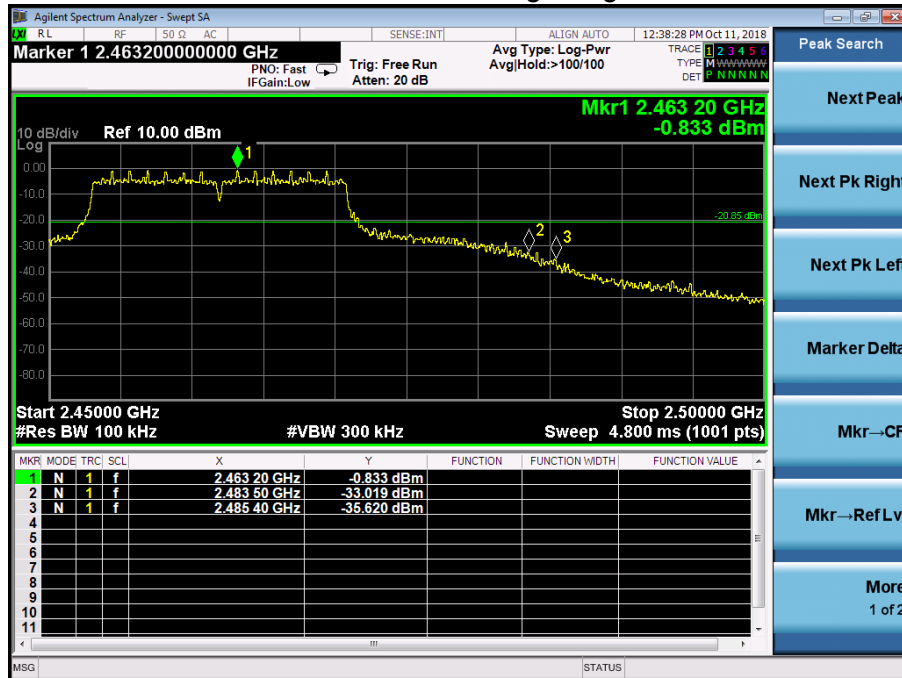 Agilent Spectrum Analyzer - Swept SA
LXI RL RF 50 Ω AC SENSE:INT ALIGN AUTO 12:38:28 PM Oct 11, 2018
Marker 1 2.463200000000 GHz
PNO: Fast
IFGain:Low
Trig: Free Run
Atten: 20 dB
Avg Type: Log-Pwr
Avg|Hold:>100/100
TRACE 1 2 3 4 5 6
TYPE M WWWWW
DET P N N N N N
Peak Search
Mkr1 2.463 20 GHz
-0.833 dBm
10 dB/div Ref 10.00 dBm
Log
1
0.00
-10.0
-20.0
-20.85 dBm
2
3
-30.0
-40.0
-50.0
-60.0
-70.0
-80.0
Start 2.45000 GHz Stop 2.50000 GHz
#Res BW 100 kHz #VBW 300 kHz Sweep 4.800 ms (1001 pts)
MKR MODE TRC SCL X Y FUNCTION FUNCTION WIDTH FUNCTION VALUE
1 N 1 f 2.463 20 GHz -0.833 dBm
2 N 1 f 2.483 50 GHz -33.019 dBm
3 N 1 f 2.485 40 GHz -35.620 dBm
4
5
6
7
8
9
10
11
MSG STATUS
Next Peak
Next Pk Right
Next Pk Left
Marker Delta
Mkr→CF
Mkr→Ref Lv
More
1 of 2